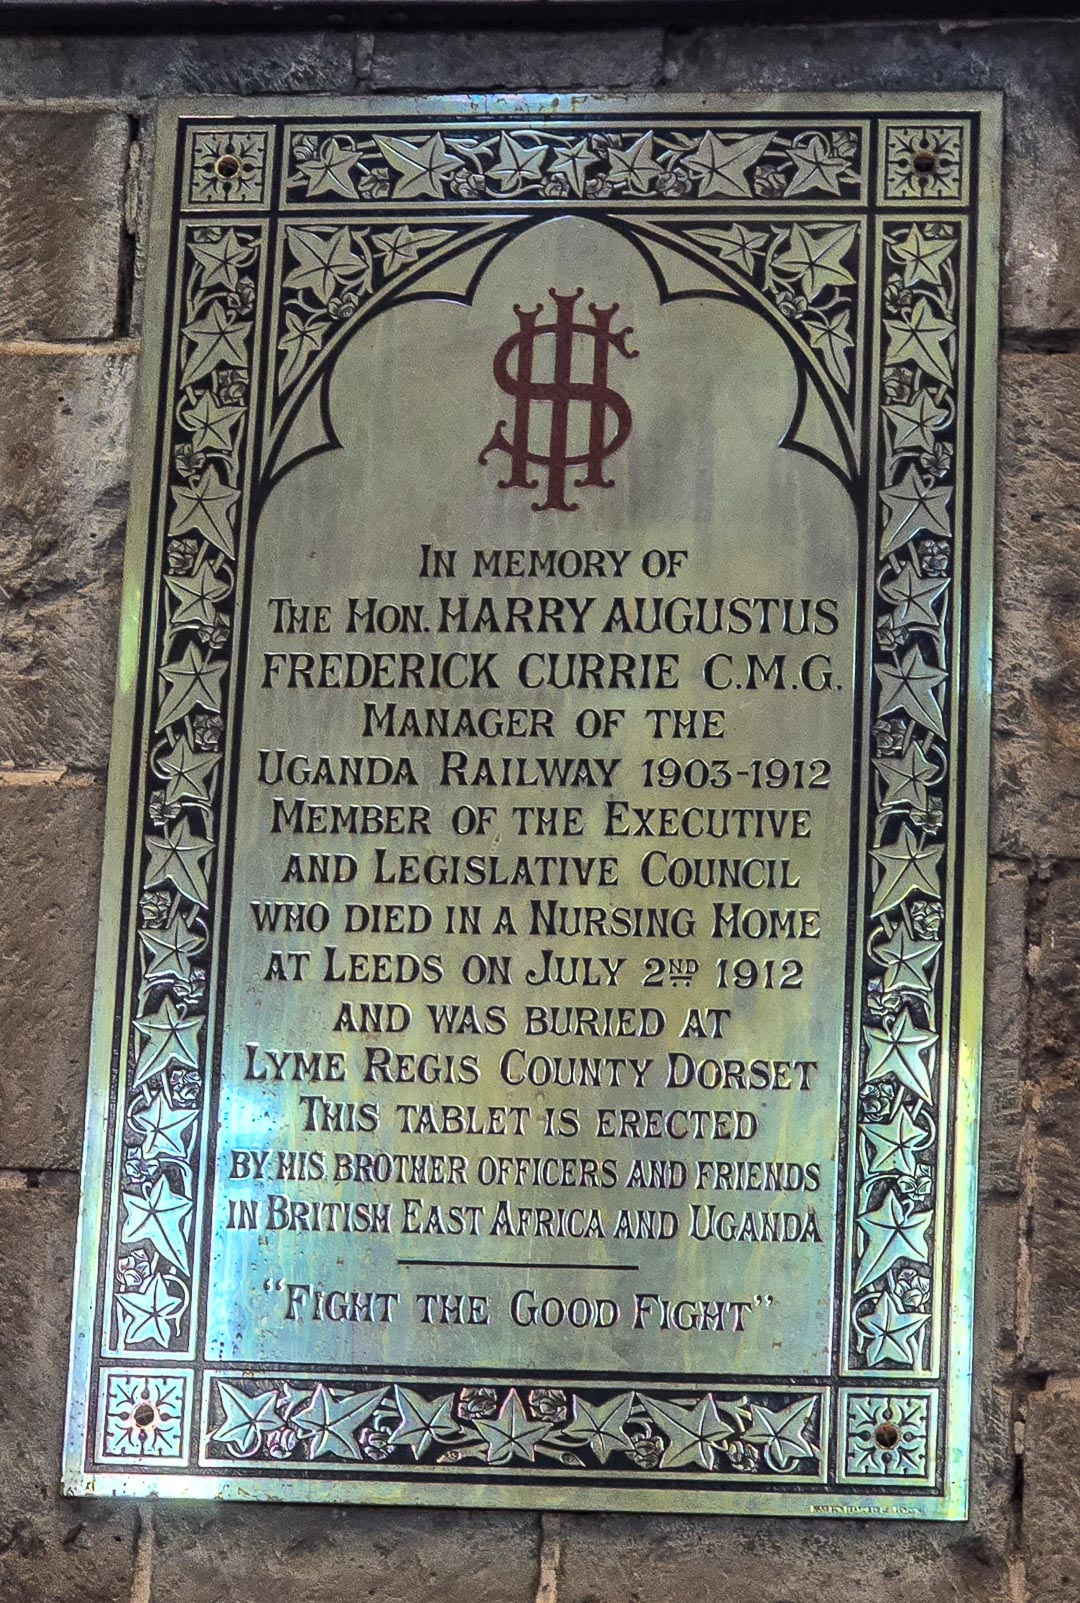 IHS
IN MEMORY OF
THE HON. HARRY AUGUSTUS
FREDERICK CURRIE C.M.G.
MANAGER OF THE
UGANDA RAILWAY 1903-1912
MEMBER OF THE EXECUTIVE
AND LEGISLATIVE COUNCIL
WHO DIED IN A NURSING HOME
AT LEEDS ON JULY 2ND 1912
AND WAS BURIED AT
LYME REGIS COUNTY DORSET
THIS TABLET IS ERECTED
BY HIS BROTHER OFFICERS AND FRIENDS
IN BRITISH EAST AFRICA AND UGANDA
"FIGHT THE GOOD FIGHT"